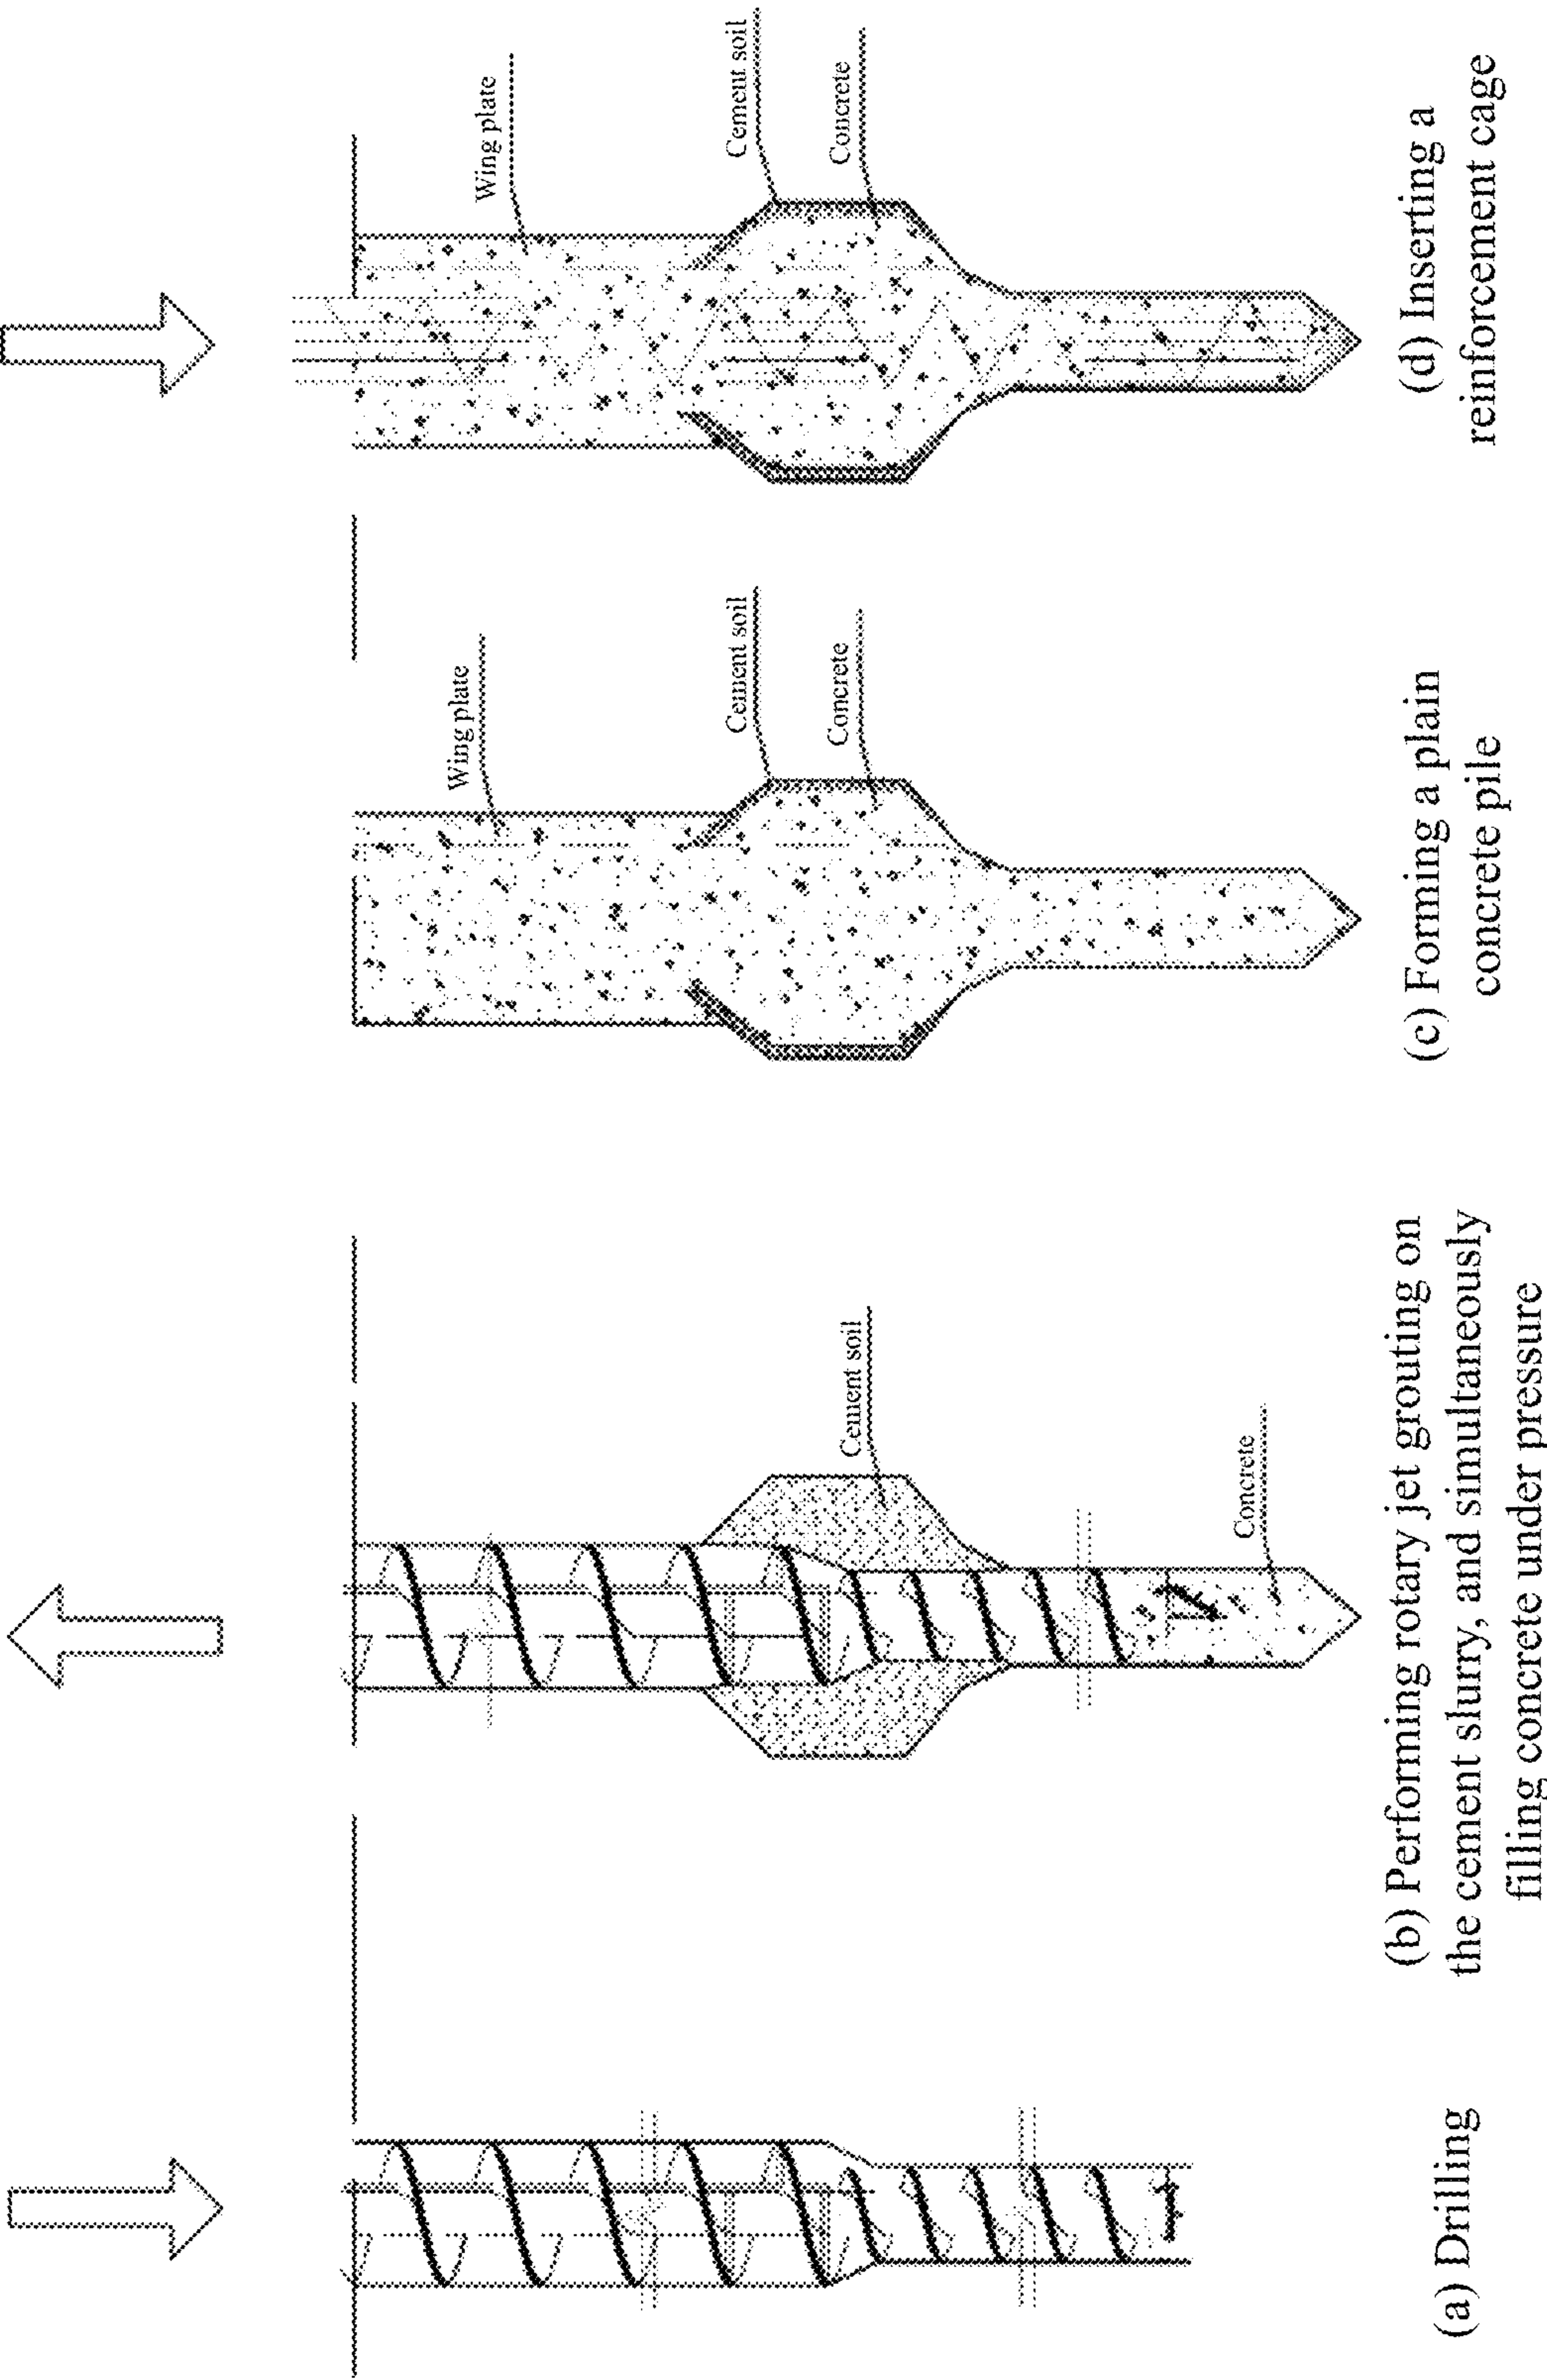 (a) Drilling
Cement soil
Concrete
(b) Performing rotary jet grouting on
the cement slurry, and simultaneously
filling concrete under pressure
Wing plate
Cement soil
Concrete
(c) Forming a plain
concrete pile
Wing plate
Cement soil
Concrete
(d) Inserting a
reinforcement cage